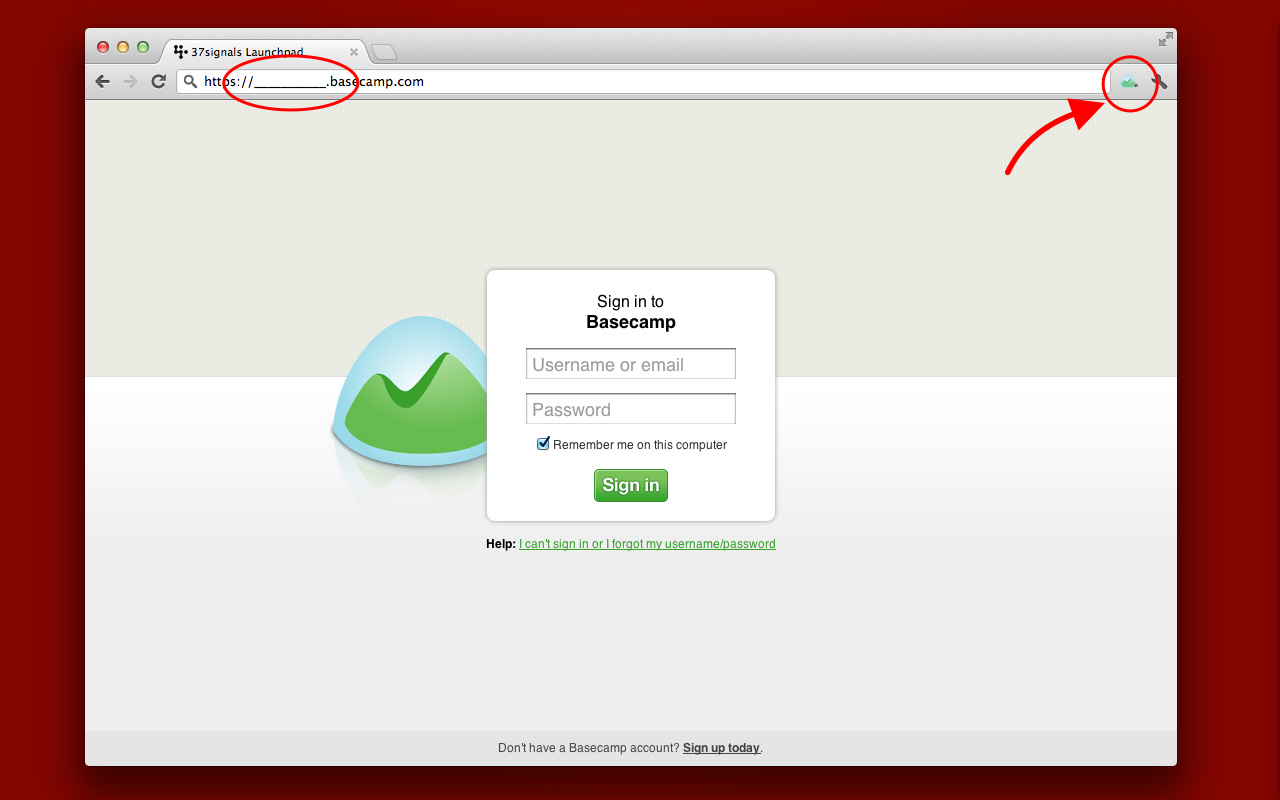 37signals Launchpad
https://___________.basecamp.com
Sign in to
Basecamp
Username or email
Password
Remember me on this computer
Sign in
Help: I can't sign in or I forgot my username/password
Don't have a Basecamp account? Sign up today.